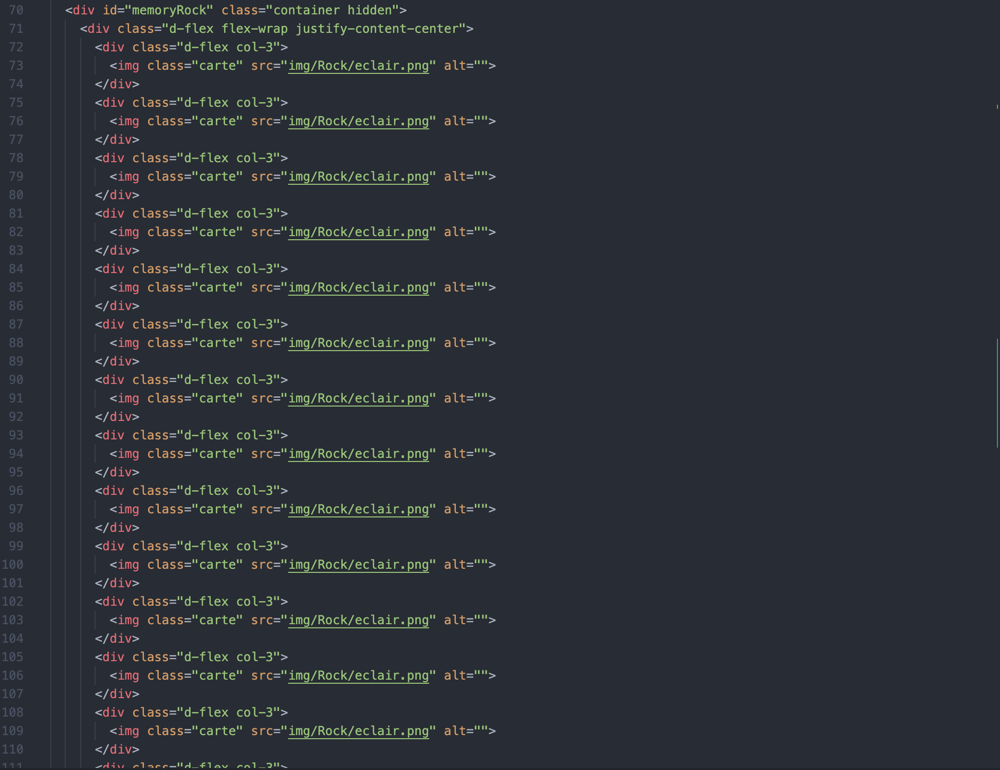 70 <div id="memoryRock" class="container hidden">
71 <div class="d-flex flex-wrap justify-content-center">
72 <div class="d-flex col-3">
73 <img class="carte" src="img/Rock/eclair.png" alt="">
74 </div>
75 <div class="d-flex col-3">
76 <img class="carte" src="img/Rock/eclair.png" alt="">
77 </div>
78 <div class="d-flex col-3">
79 <img class="carte" src="img/Rock/eclair.png" alt="">
80 </div>
81 <div class="d-flex col-3">
82 <img class="carte" src="img/Rock/eclair.png" alt="">
83 </div>
84 <div class="d-flex col-3">
85 <img class="carte" src="img/Rock/eclair.png" alt="">
86 </div>
87 <div class="d-flex col-3">
88 <img class="carte" src="img/Rock/eclair.png" alt="">
89 </div>
90 <div class="d-flex col-3">
91 <img class="carte" src="img/Rock/eclair.png" alt="">
92 </div>
93 <div class="d-flex col-3">
94 <img class="carte" src="img/Rock/eclair.png" alt="">
95 </div>
96 <div class="d-flex col-3">
97 <img class="carte" src="img/Rock/eclair.png" alt="">
98 </div>
99 <div class="d-flex col-3">
100 <img class="carte" src="img/Rock/eclair.png" alt="">
101 </div>
102 <div class="d-flex col-3">
103 <img class="carte" src="img/Rock/eclair.png" alt="">
104 </div>
105 <div class="d-flex col-3">
106 <img class="carte" src="img/Rock/eclair.png" alt="">
107 </div>
108 <div class="d-flex col-3">
109 <img class="carte" src="img/Rock/eclair.png" alt="">
110 </div>
111 <div class="d-flex col-3">